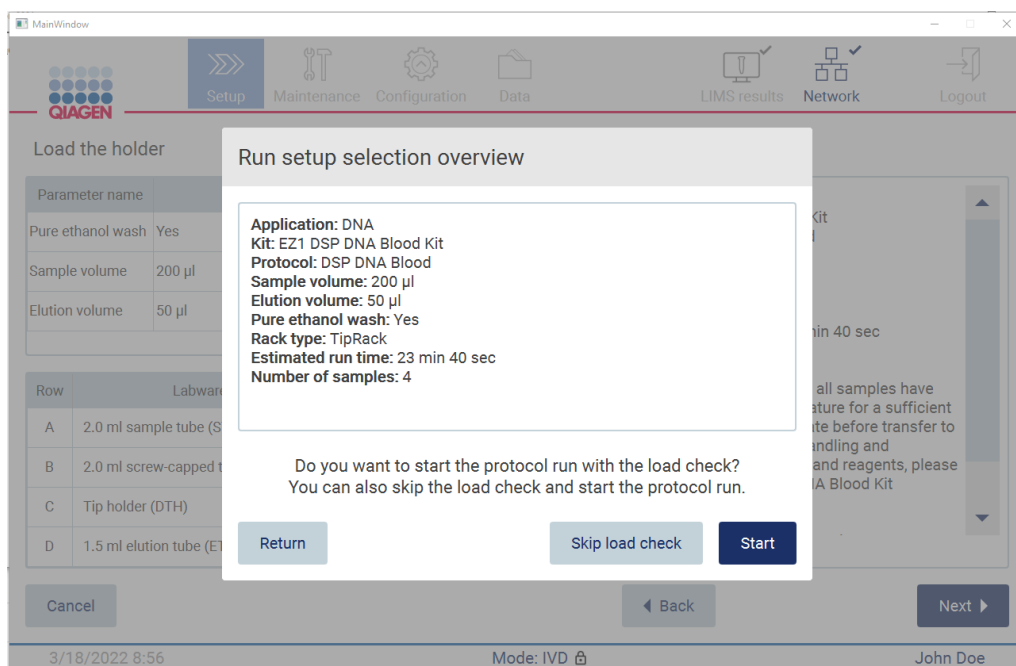 MainWindow
Setup
Maintenance
Configuration
Data
LIMS results
Network
Logout
QIAGEN
Load the holder
Run setup selection overview
Parameter name
Pure ethanol wash Yes
Sample volume 200 µl
Elution volume 50 µl
Application: DNA
Kit: EZ1 DSP DNA Blood Kit
Protocol: DSP DNA Blood
Sample volume: 200 µl
Elution volume: 50 µl
Pure ethanol wash: Yes
Rack type: TipRack
Estimated run time: 23 min 40 sec
Number of samples: 4
Kit
in 40 sec
all samples have
ature for a sufficient
te before transfer to
andling and
and reagents, please
IA Blood Kit
Row Labware
A 2.0 ml sample tube (S
B 2.0 ml screw-capped t
C Tip holder (DTH)
D 1.5 ml elution tube (ET
Do you want to start the protocol run with the load check?
You can also skip the load check and start the protocol run.
Return
Skip load check
Start
Cancel
Back
Next
3/18/2022 8:56
Mode: IVD
John Doe